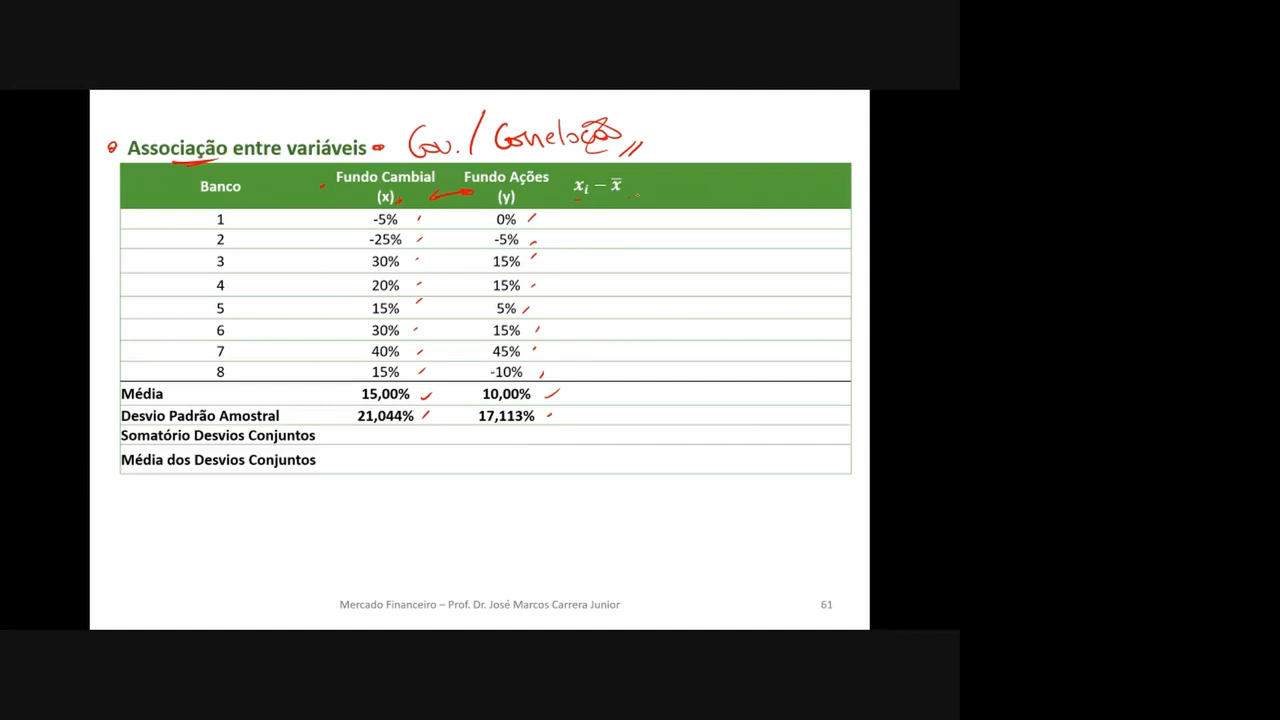 Associação entre variáveis Cov. / Correlação
Banco Fundo Cambial (x) Fundo Ações (y) xᵢ − x̅
1 -5% 0%
2 -25% -5%
3 30% 15%
4 20% 15%
5 15% 5%
6 30% 15%
7 40% 45%
8 15% -10%
Média 15,00% 10,00%
Desvio Padrão Amostral 21,044% 17,113%
Somatório Desvios Conjuntos
Média dos Desvios Conjuntos
Mercado Financeiro – Prof. Dr. José Marcos Carrera Junior 61